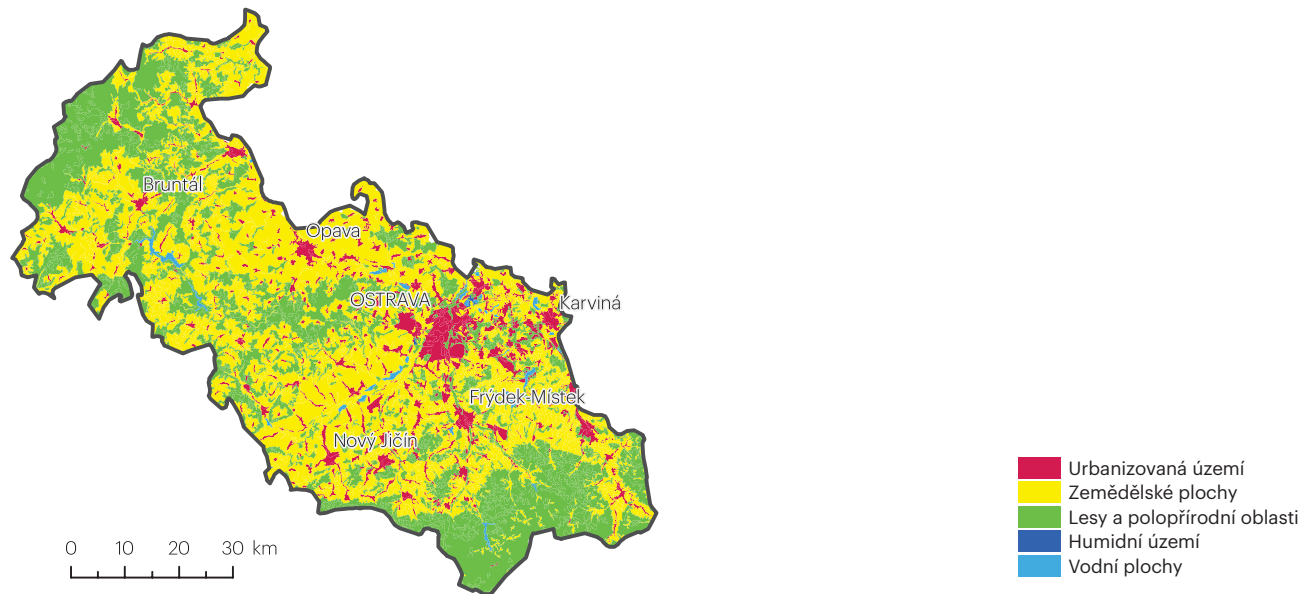 Bruntál
Opava
OSTRAVA
Karviná
Frýdek-Místek
Nový Jičín
0 10 20 30 km
Urbanizovaná území
Zemědělské plochy
Lesy a polopřírodní oblasti
Humidní území
Vodní plochy